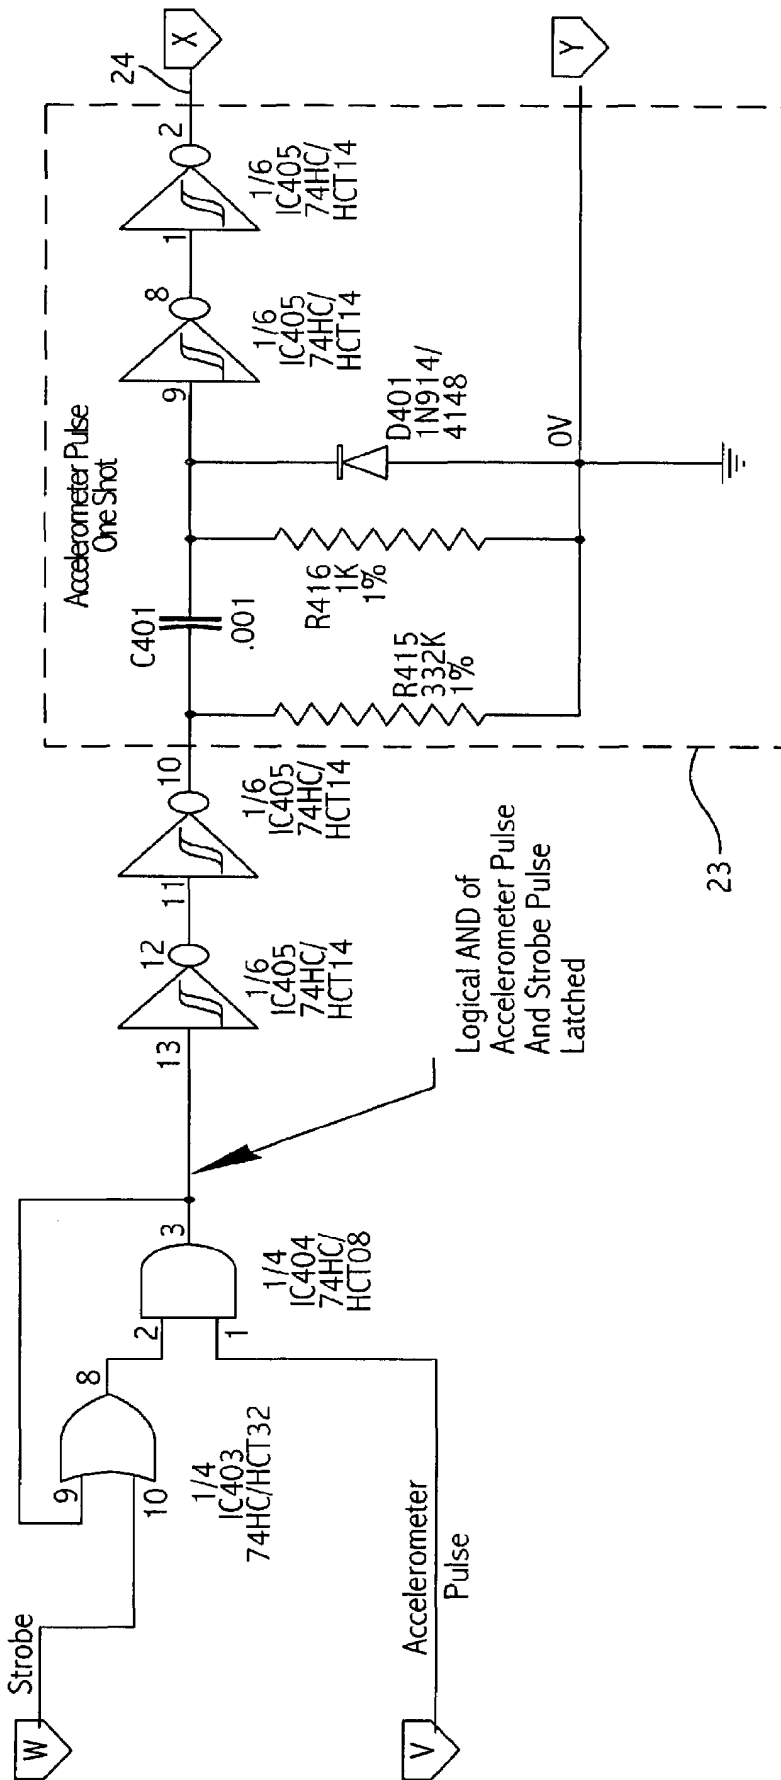 W
Strobe
9
10
8
1/4
IC403
74HC/HCT32
V
Accelerometer
Pulse
2
1
3
1/4
IC404
74HC/
HCT08
Logical AND of
Accelerometer Pulse
And Strobe Pulse
Latched
13
12
1/6
IC405
74HC/
HCT14
11
10
1/6
IC405
74HC/
HCT14
23
Accelerometer Pulse
One Shot
R415
332K
1%
C401
.001
R416
1K
1%
D401
1N914/
4148
0V
9
8
1/6
IC405
74HC/
HCT14
1
2
1/6
IC405
74HC/
HCT14
24
X
Y